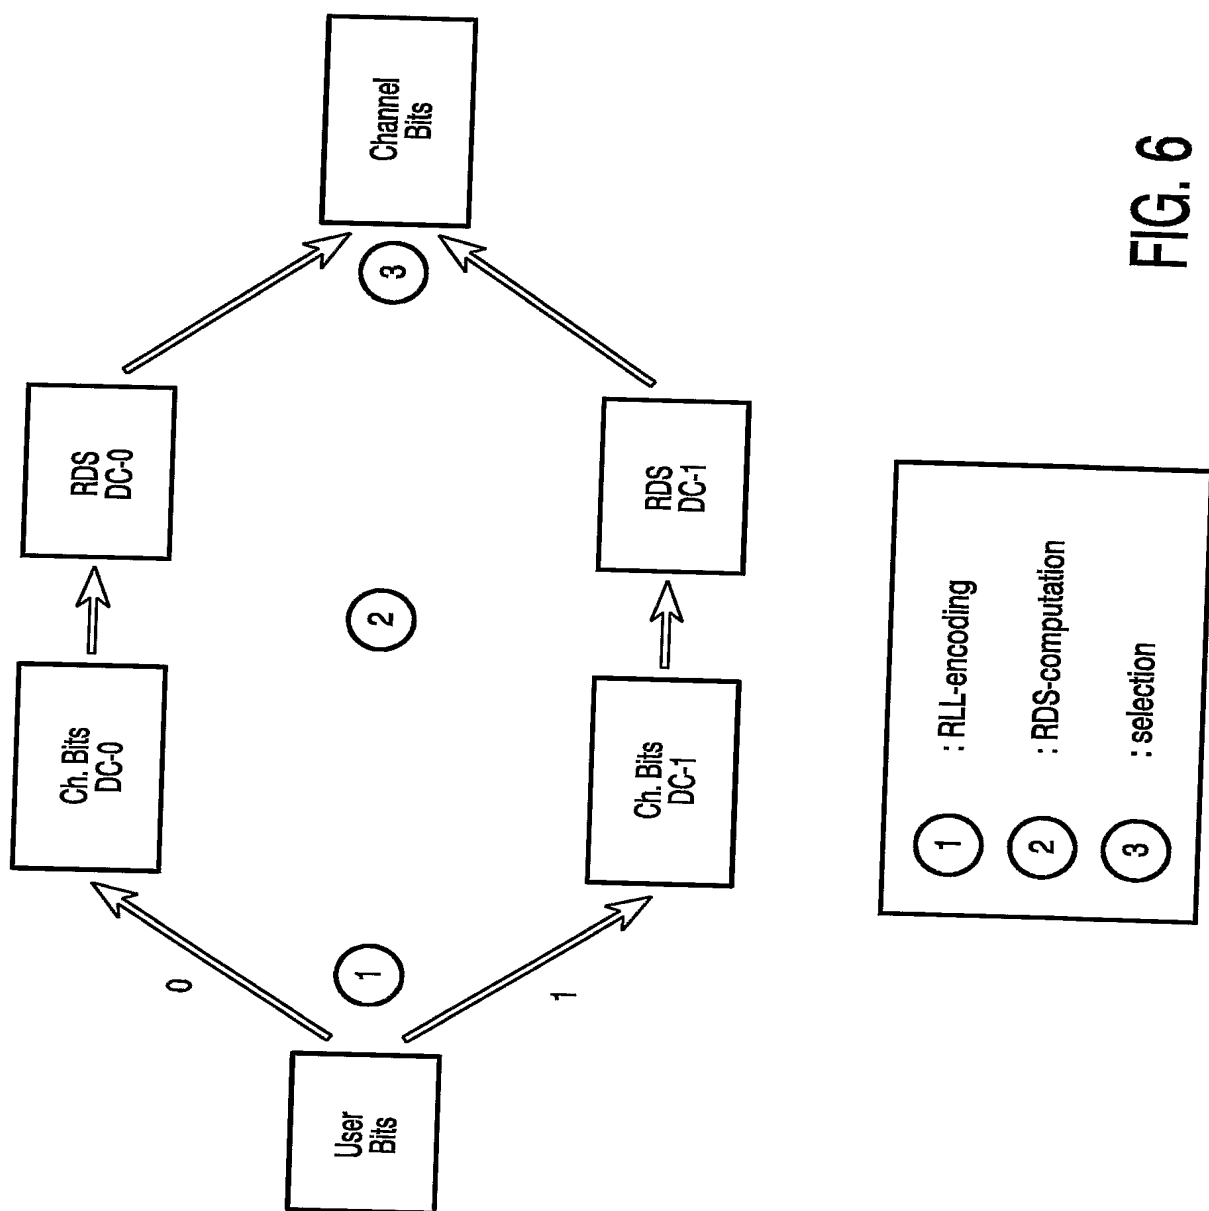 User
Bits
0
1
1
Ch. Bits
DC-0
Ch. Bits
DC-1
2
RDS
DC-0
RDS
DC-1
3
Channel
Bits
1 : RLL-encoding
2 : RDS-computation
3 : selection
FIG. 6